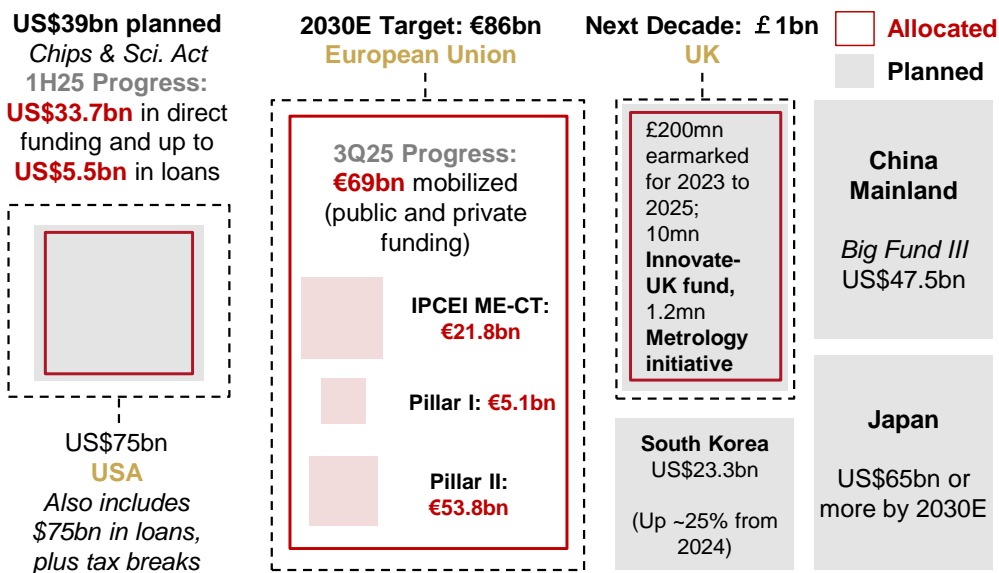 US$39bn planned
Chips & Sci. Act
1H25 Progress:
US$33.7bn in direct
funding and up to
US$5.5bn in loans
US$75bn
USA
Also includes
$75bn in loans,
plus tax breaks
2030E Target: €86bn
European Union
3Q25 Progress:
€69bn mobilized
(public and private
funding)
IPCEI ME-CT:
€21.8bn
Pillar I: €5.1bn
Pillar II:
€53.8bn
Next Decade: £1bn
UK
£200mn
earmarked
for 2023 to
2025;
10mn
Innovate-
UK fund,
1.2mn
Metrology
initiative
South Korea
US$23.3bn
(Up ~25% from
2024)
Allocated
Planned
China
Mainland
Big Fund III
US$47.5bn
Japan
US$65bn or
more by 2030E